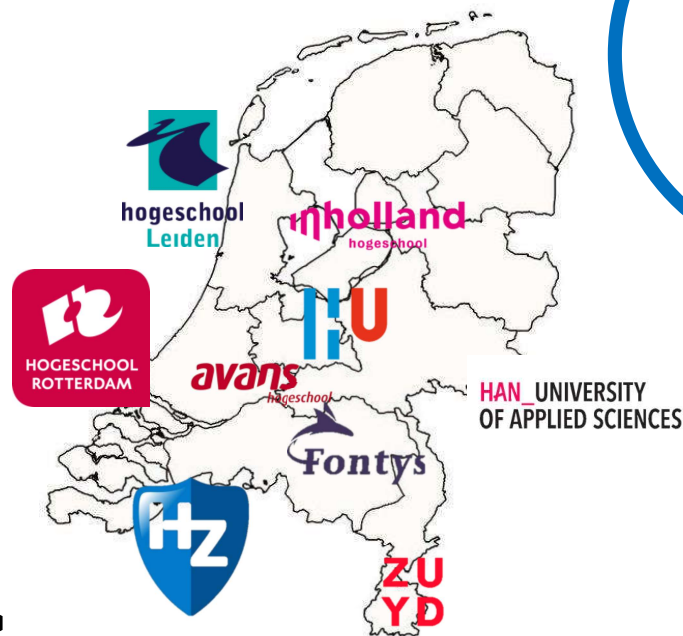 hogeschool
Leiden
inholland
hogeschool
HOGESCHOOL
ROTTERDAM
HU
avans
hogeschool
HAN_UNIVERSITY
OF APPLIED SCIENCES
Fontys
HZ
ZU
YD